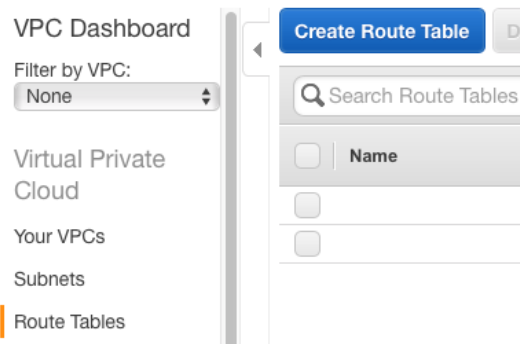 VPC Dashboard
Filter by VPC:
None
Virtual Private
Cloud
Your VPCs
Subnets
Route Tables
Create Route Table
D
Search Route Tables
Name